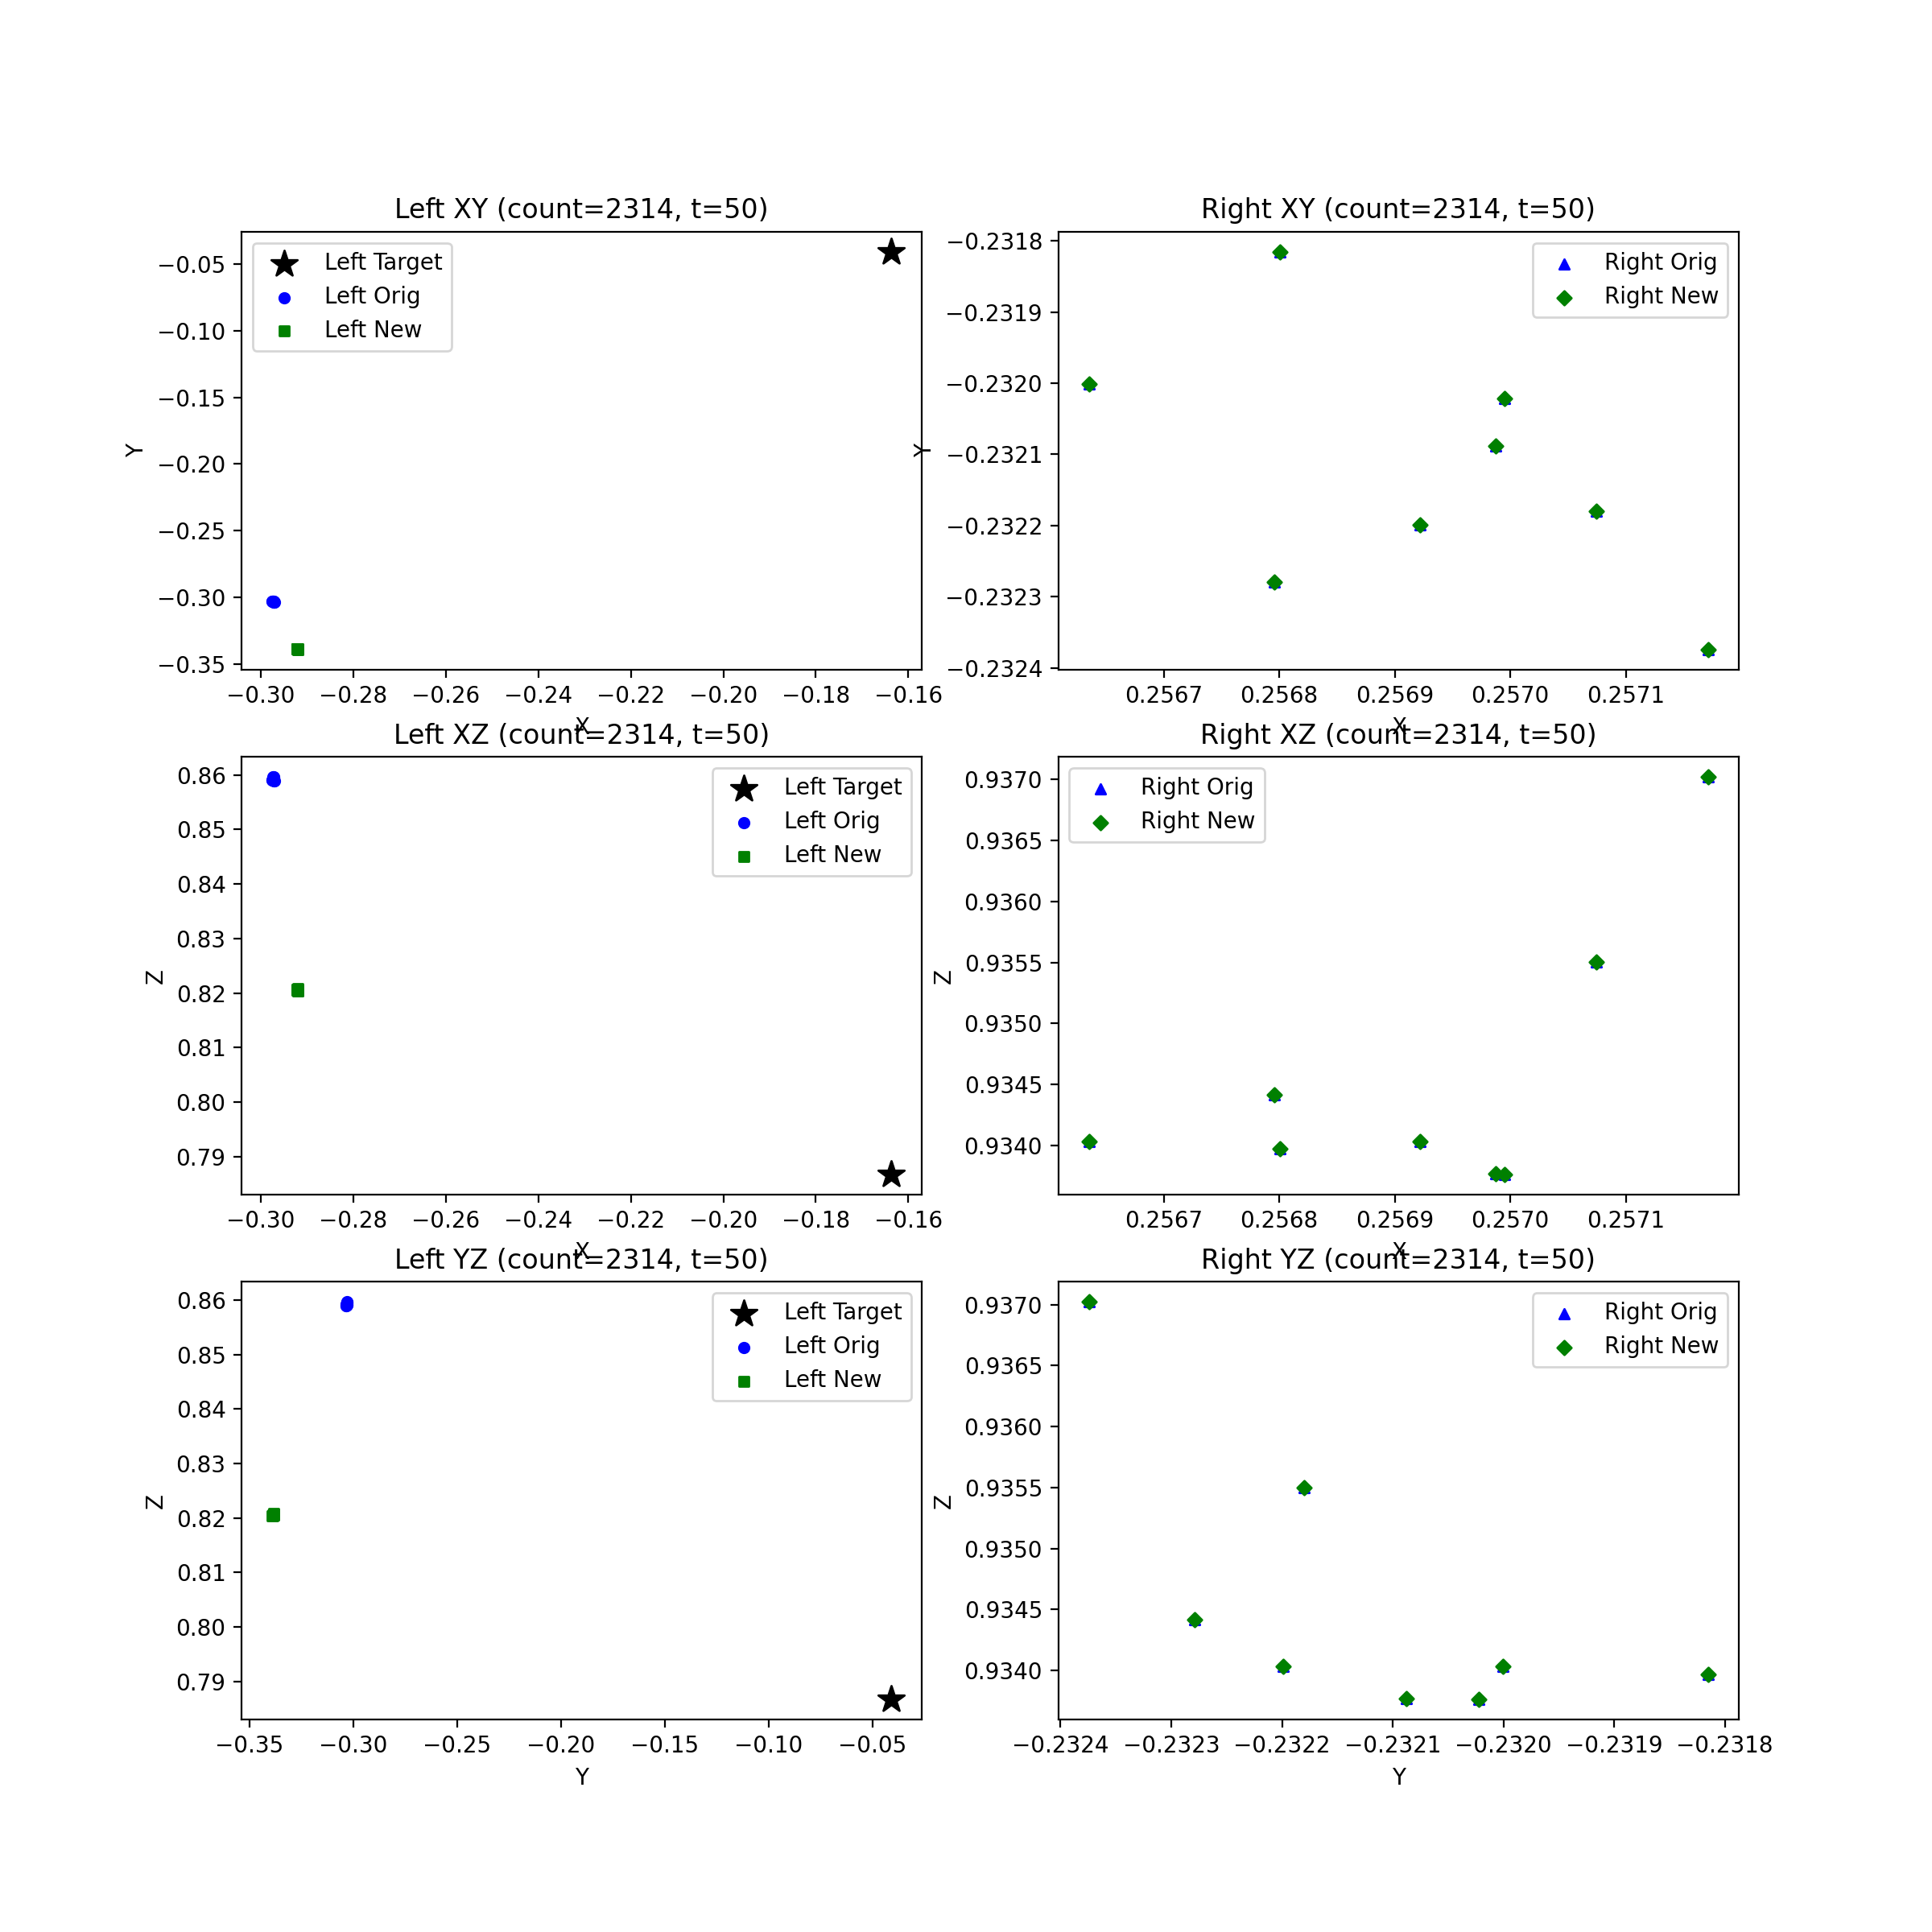 Left XY (count=2314, t=50)
Left Target
Left Orig
Left New
−0.05
−0.10
−0.15
−0.20
−0.25
−0.30
−0.35
Y
−0.30 −0.28 −0.26 −0.24 −0.22 −0.20 −0.18 −0.16
X
Right XY (count=2314, t=50)
Right Orig
Right New
−0.2318
−0.2319
−0.2320
−0.2321
−0.2322
−0.2323
−0.2324
Y
0.2567 0.2568 0.2569 0.2570 0.2571
X
Left XZ (count=2314, t=50)
Left Target
Left Orig
Left New
0.86
0.85
0.84
0.83
0.82
0.81
0.80
0.79
Z
−0.30 −0.28 −0.26 −0.24 −0.22 −0.20 −0.18 −0.16
X
Right XZ (count=2314, t=50)
Right Orig
Right New
0.9370
0.9365
0.9360
0.9355
0.9350
0.9345
0.9340
Z
0.2567 0.2568 0.2569 0.2570 0.2571
X
Left YZ (count=2314, t=50)
Left Target
Left Orig
Left New
0.86
0.85
0.84
0.83
0.82
0.81
0.80
0.79
Z
−0.35 −0.30 −0.25 −0.20 −0.15 −0.10 −0.05
Y
Right YZ (count=2314, t=50)
Right Orig
Right New
0.9370
0.9365
0.9360
0.9355
0.9350
0.9345
0.9340
Z
−0.2324 −0.2323 −0.2322 −0.2321 −0.2320 −0.2319 −0.2318
Y